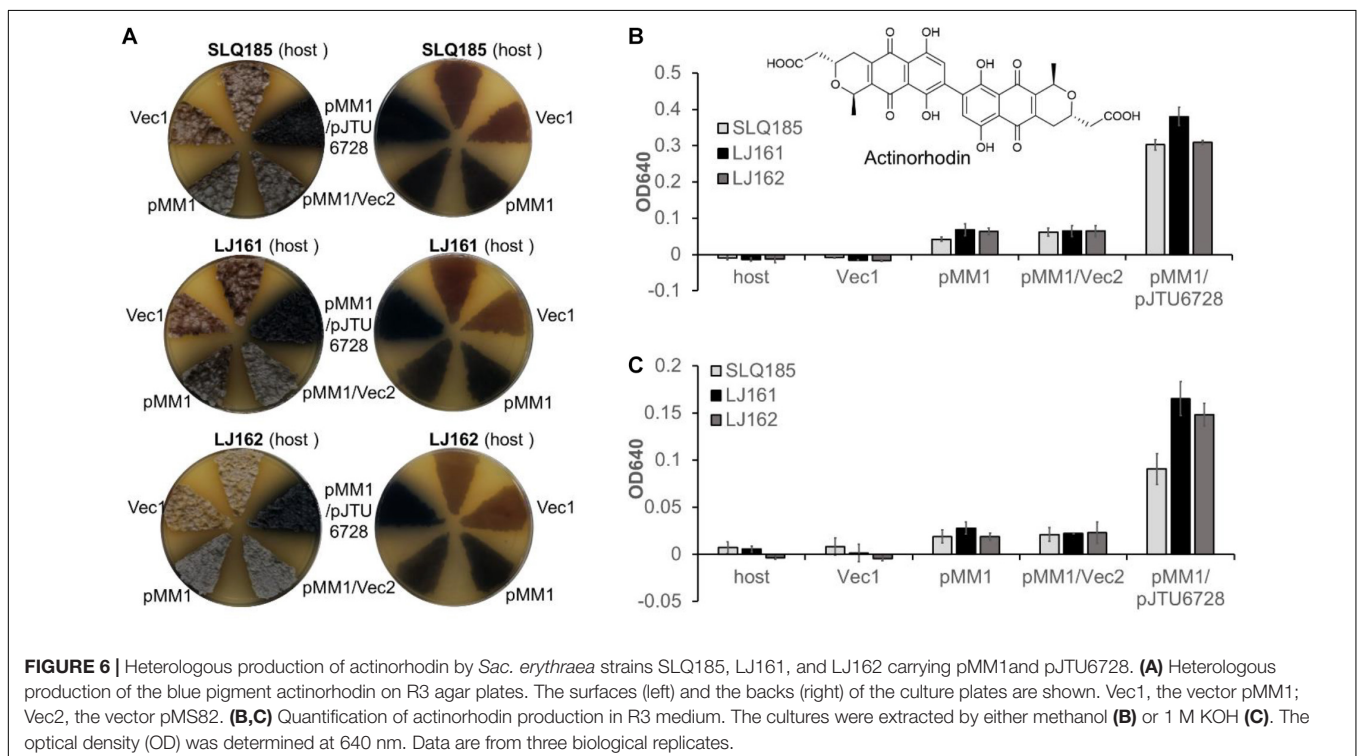 A
SLQ185 (host )
SLQ185 (host )
Vec1
pMM1
/pJTU
6728
Vec1
pMM1
pMM1/Vec2
pMM1
LJ161 (host )
LJ161 (host )
Vec1
pMM1
/pJTU
6728
Vec1
pMM1
pMM1/Vec2
pMM1
LJ162 (host )
LJ162 (host )
Vec1
pMM1
/pJTU
6728
Vec1
pMM1
pMM1/Vec2
pMM1
B
0.5
0.4
0.3
0.2
0.1
0
-0.1
OD640
SLQ185
LJ161
LJ162
HOOC
O
O
OH
O
OH
OH
OH
O
O
OH
O
COOH
Actinorhodin
host
Vec1
pMM1
pMM1/Vec2
pMM1/
pJTU6728
C
0.2
0.15
0.1
0.05
0
-0.05
OD640
SLQ185
LJ161
LJ162
host
Vec1
pMM1
pMM1/Vec2
pMM1/
pJTU6728
FIGURE 6 | Heterologous production of actinorhodin by Sac. erythraea strains SLQ185, LJ161, and LJ162 carrying pMM1and pJTU6728. (A) Heterologous
production of the blue pigment actinorhodin on R3 agar plates. The surfaces (left) and the backs (right) of the culture plates are shown. Vec1, the vector pMM1;
Vec2, the vector pMS82. (B,C) Quantification of actinorhodin production in R3 medium. The cultures were extracted by either methanol (B) or 1 M KOH (C). The
optical density (OD) was determined at 640 nm. Data are from three biological replicates.